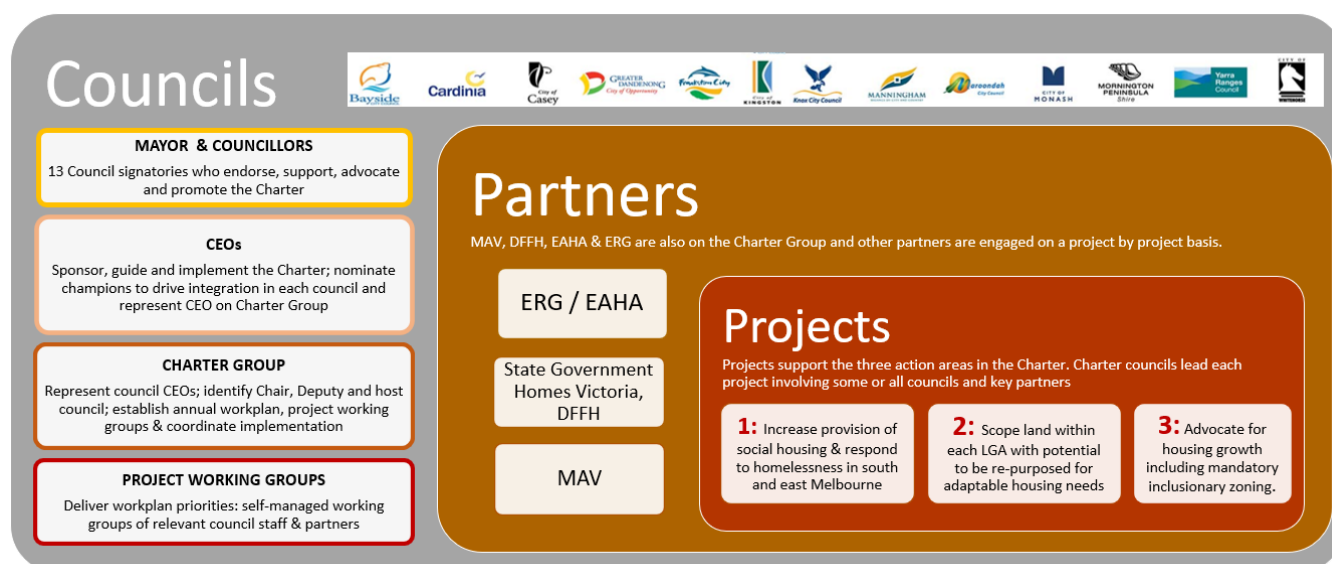 Councils
Bayside
Cardinia
City of
Casey
GREATER
DANDENONG
City of Opportunity
Frankston City
CITY OF
KINGSTON
Knox City Council
MANNINGHAM
Maroondah
City Council
CITY OF
MONASH
MORNINGTON
PENINSULA
Shire
Yarra
Ranges
Council
CITY OF
WHITEHORSE
MAYOR & COUNCILLORS
13 Council signatories who endorse, support, advocate
and promote the Charter
CEOs
Sponsor, guide and implement the Charter; nominate
champions to drive integration in each council and
represent CEO on Charter Group
CHARTER GROUP
Represent council CEOs; identify Chair, Deputy and host
council; establish annual workplan, project working
groups & coordinate implementation
PROJECT WORKING GROUPS
Deliver workplan priorities: self-managed working
groups of relevant council staff & partners
Partners
MAV, DFFH, EAHA & ERG are also on the Charter Group and other partners are engaged on a project by project basis.
ERG / EAHA
State Government
Homes Victoria,
DFFH
MAV
Projects
Projects support the three action areas in the Charter. Charter councils lead each
project involving some or all councils and key partners
1: Increase provision of
social housing & respond
to homelessness in south
and east Melbourne
2: Scope land within
each LGA with potential
to be re-purposed for
adaptable housing needs
3: Advocate for
housing growth
including mandatory
inclusionary zoning.